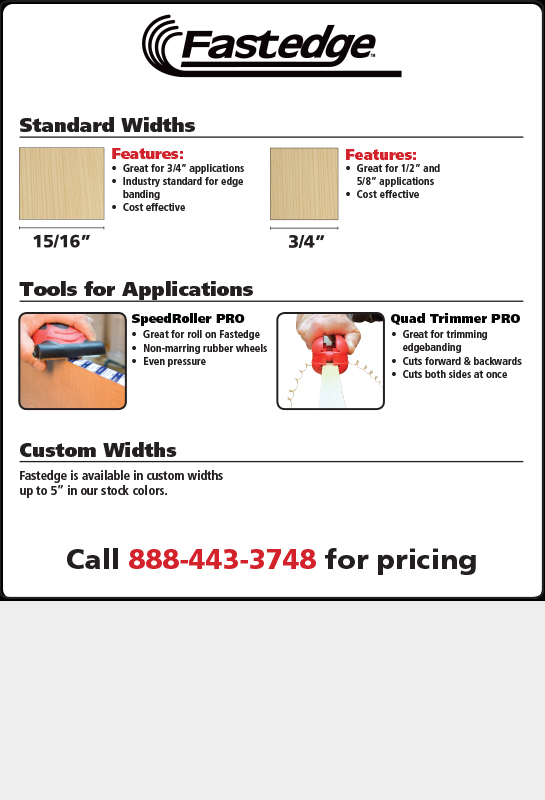 Fastedge™
Standard Widths
Features:
• Great for 3/4” applications
• Industry standard for edge
banding
• Cost effective
15/16”
Features:
• Great for 1/2” and
5/8” applications
• Cost effective
3/4”
Tools for Applications
SpeedRoller PRO
• Great for roll on Fastedge
• Non-marring rubber wheels
• Even pressure
Quad Trimmer PRO
• Great for trimming
edgebanding
• Cuts forward & backwards
• Cuts both sides at once
Custom Widths
Fastedge is available in custom widths
up to 5” in our stock colors.
Call 888-443-3748 for pricing